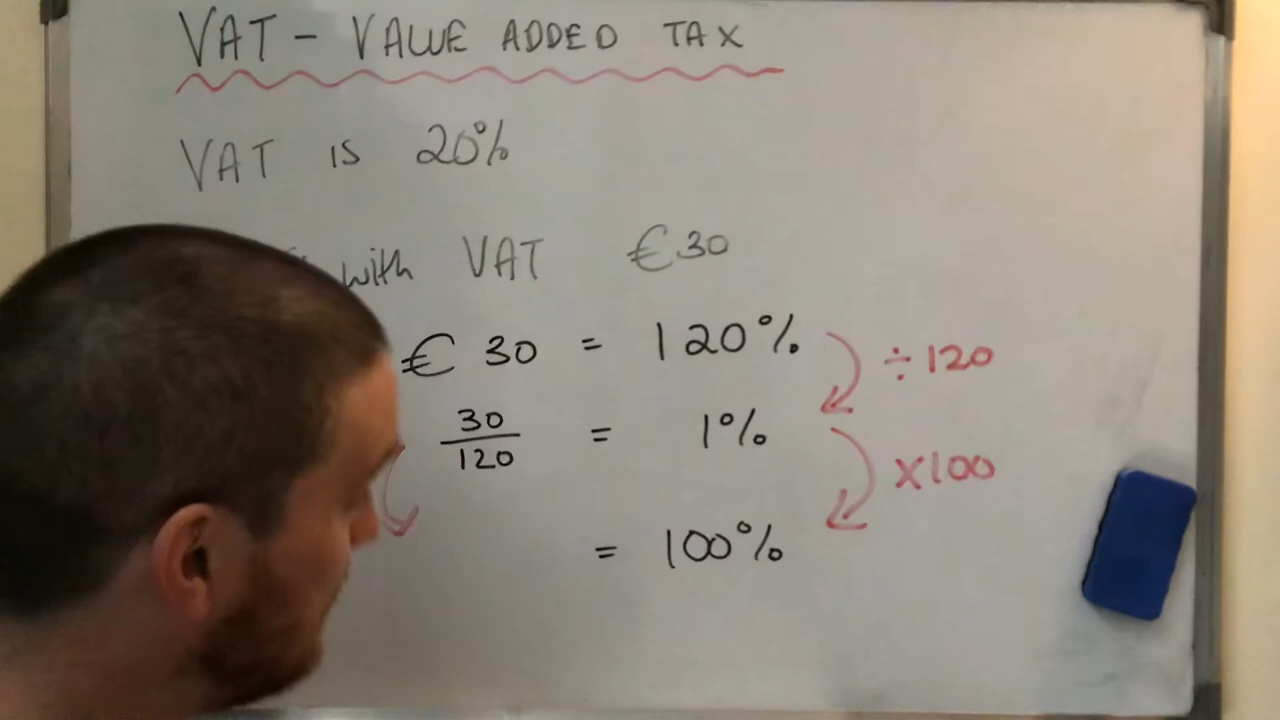 VAT - VALUE ADDED TAX
VAT IS 20%
with VAT €30
€ 30 = 120% ÷120
30/120 = 1%
x100
= 100%